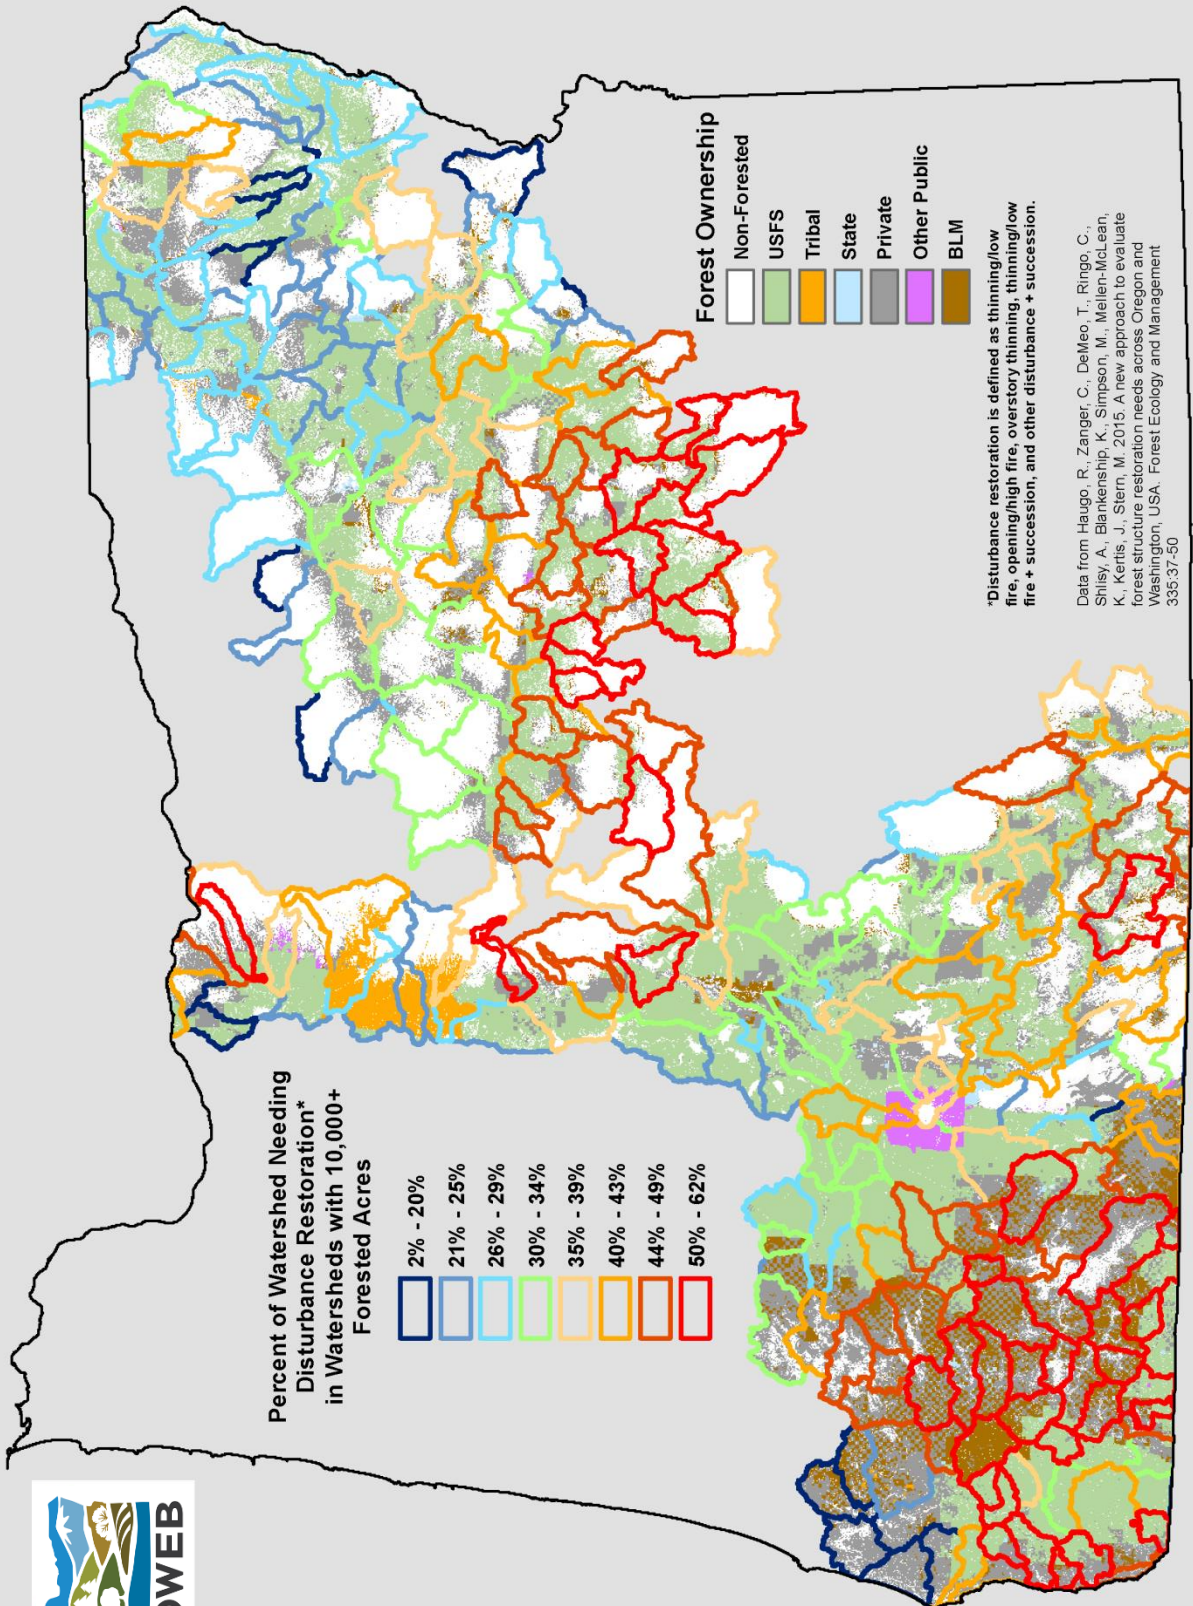 OWEB
Percent of Watershed Needing
Disturbance Restoration*
in Watersheds with 10,000+
Forested Acres
2% - 20%
21% - 25%
26% - 29%
30% - 34%
35% - 39%
40% - 43%
44% - 49%
50% - 62%
Forest Ownership
Non-Forested
USFS
Tribal
State
Private
Other Public
BLM
*Disturbance restoration is defined as thinning/low
fire, opening/high fire, overstory thinning, thinning/low
fire + succession, and other disturbance + succession.
Data from Haugo, R., Zanger, C., DeMeo, T., Ringo, C.,
Shlisy, A., Blankenship, K., Simpson, M., Mellen-McLean,
K., Kertis, J., Stern, M. 2015. A new approach to evaluate
forest structure restoration needs across Oregon and
Washington, USA. Forest Ecology and Management
335:37-50